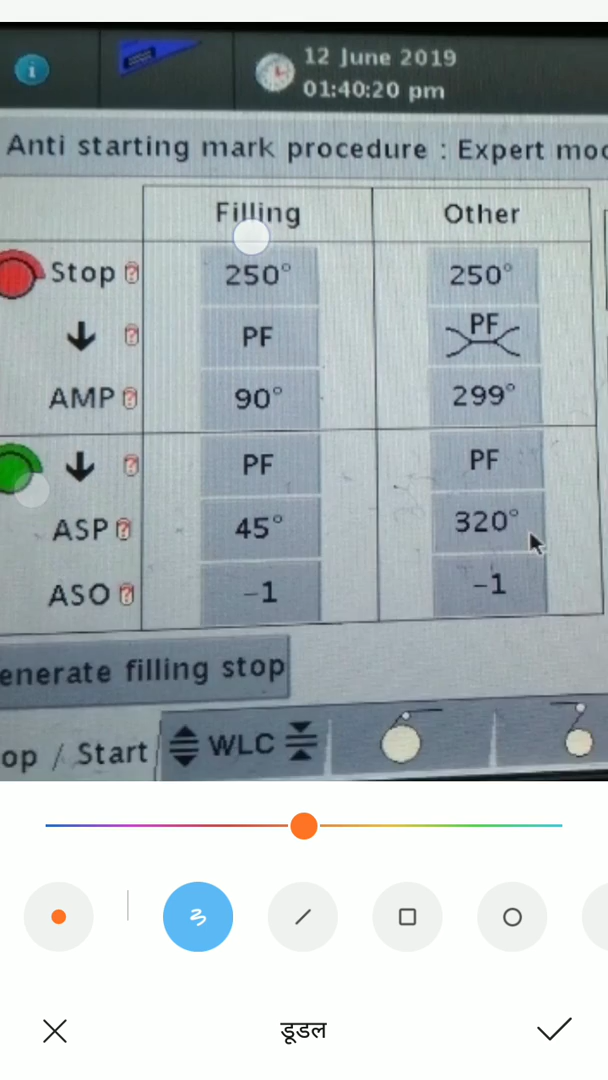 12 June 2019
01:40:20 pm
Anti starting mark procedure : Expert moc
Filling Other
Stop 250° 250°
PF PF
AMP 90° 299°
PF PF
ASP 45° 320°
ASO -1 -1
enerate filling stop
op / Start WLC
डूडल